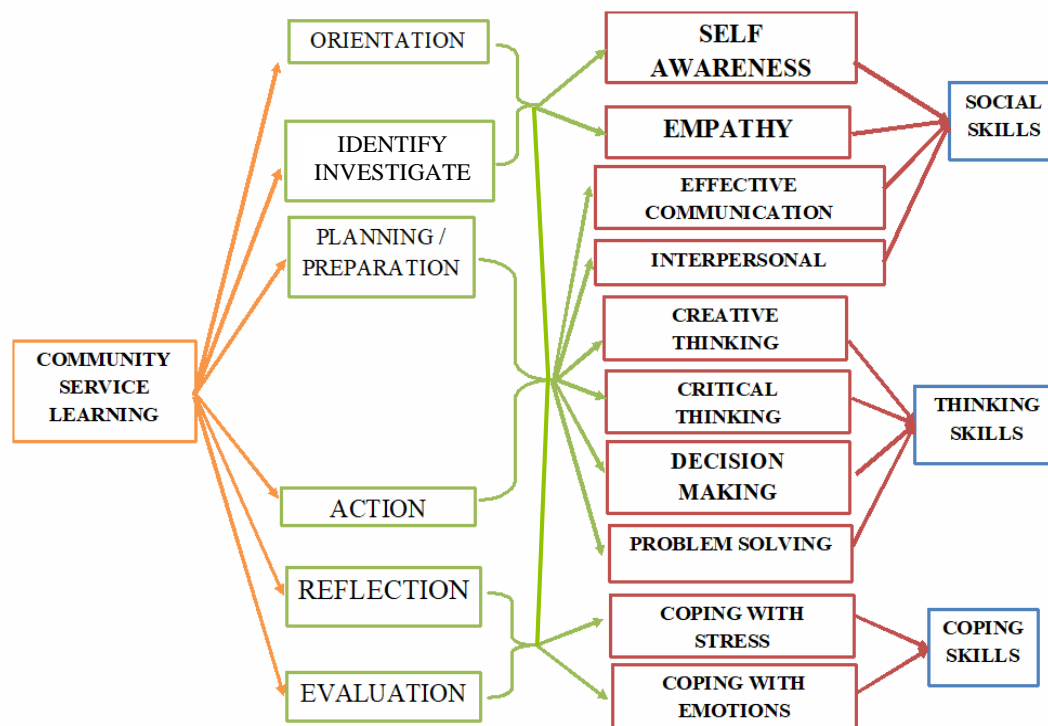 COMMUNITY
SERVICE
LEARNING
ORIENTATION
IDENTIFY
INVESTIGATE
PLANNING /
PREPARATION
ACTION
REFLECTION
EVALUATION
SELF
AWARENESS
EMPATHY
EFFECTIVE
COMMUNICATION
INTERPERSONAL
CREATIVE
THINKING
CRITICAL
THINKING
DECISION
MAKING
PROBLEM SOLVING
COPING WITH
STRESS
COPING WITH
EMOTIONS
SOCIAL
SKILLS
THINKING
SKILLS
COPING
SKILLS